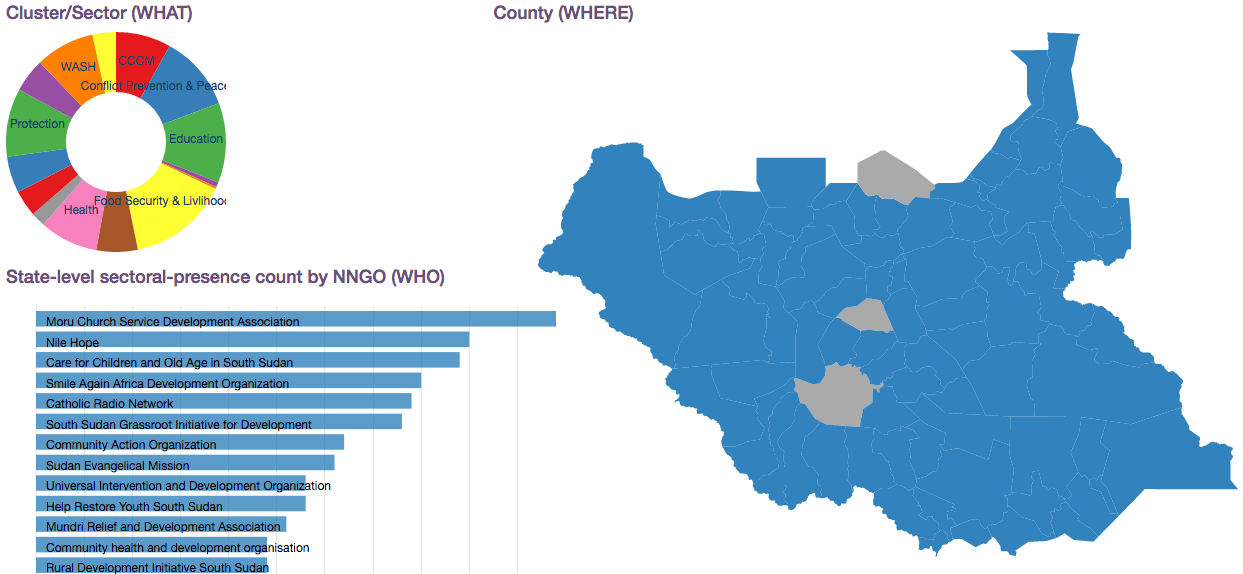 Cluster/Sector (WHAT)
County (WHERE)
CCCM
WASH
Conflict Prevention & Peace
Protection
Education
Food Security & Livlihoo
Health
State-level sectoral-presence count by NNGO (WHO)
Moru Church Service Development Association
Nile Hope
Care for Children and Old Age in South Sudan
Smile Again Africa Development Organization
Catholic Radio Network
South Sudan Grassroot Initiative for Development
Community Action Organization
Sudan Evangelical Mission
Universal Intervention and Development Organization
Help Restore Youth South Sudan
Mundri Relief and Development Association
Community health and development organisation
Rural Development Initiative South Sudan